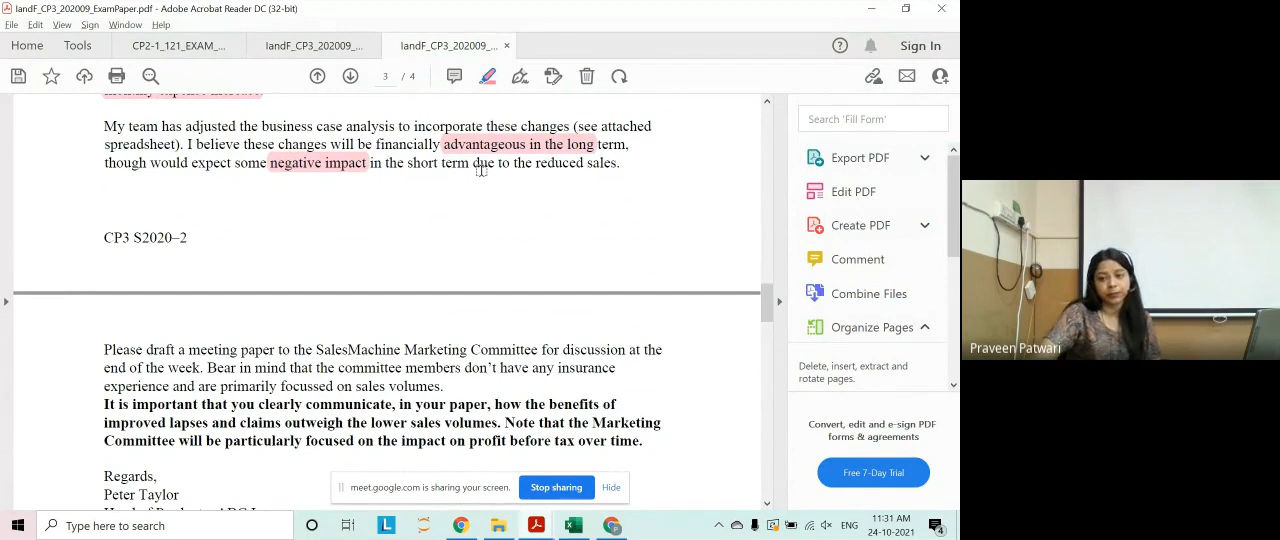 IandF_CP3_202009_ExamPaper.pdf - Adobe Acrobat Reader DC (32-bit)
File Edit View Sign Window Help
Home Tools CP2-1_121_EXAM_... IandF_CP3_202009_... IandF_CP3_202009_... × Sign In
3 / 4
My team has adjusted the business case analysis to incorporate these changes (see attached
spreadsheet). I believe these changes will be financially advantageous in the long term,
though would expect some negative impact in the short term due to the reduced sales.
CP3 S2020–2
Please draft a meeting paper to the SalesMachine Marketing Committee for discussion at the
end of the week. Bear in mind that the committee members don't have any insurance
experience and are primarily focussed on sales volumes.
It is important that you clearly communicate, in your paper, how the benefits of
improved lapses and claims outweigh the lower sales volumes. Note that the Marketing
Committee will be particularly focused on the impact on profit before tax over time.
Regards,
Peter Taylor
Search 'Fill Form'
Export PDF
Edit PDF
Create PDF
Comment
Combine Files
Organize Pages
Delete, insert, extract and
rotate pages.
Convert, edit and e-sign PDF
forms & agreements
Free 7-Day Trial
Praveen Patwari
meet.google.com is sharing your screen. Stop sharing Hide
Type here to search
ENG
11:31 AM
24-10-2021
4